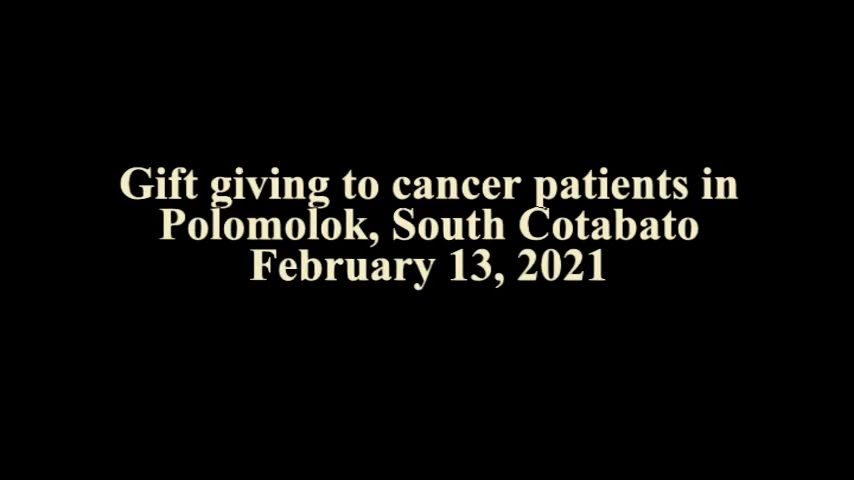 Gift giving to cancer patients in
Polomolok, South Cotabato
February 13, 2021